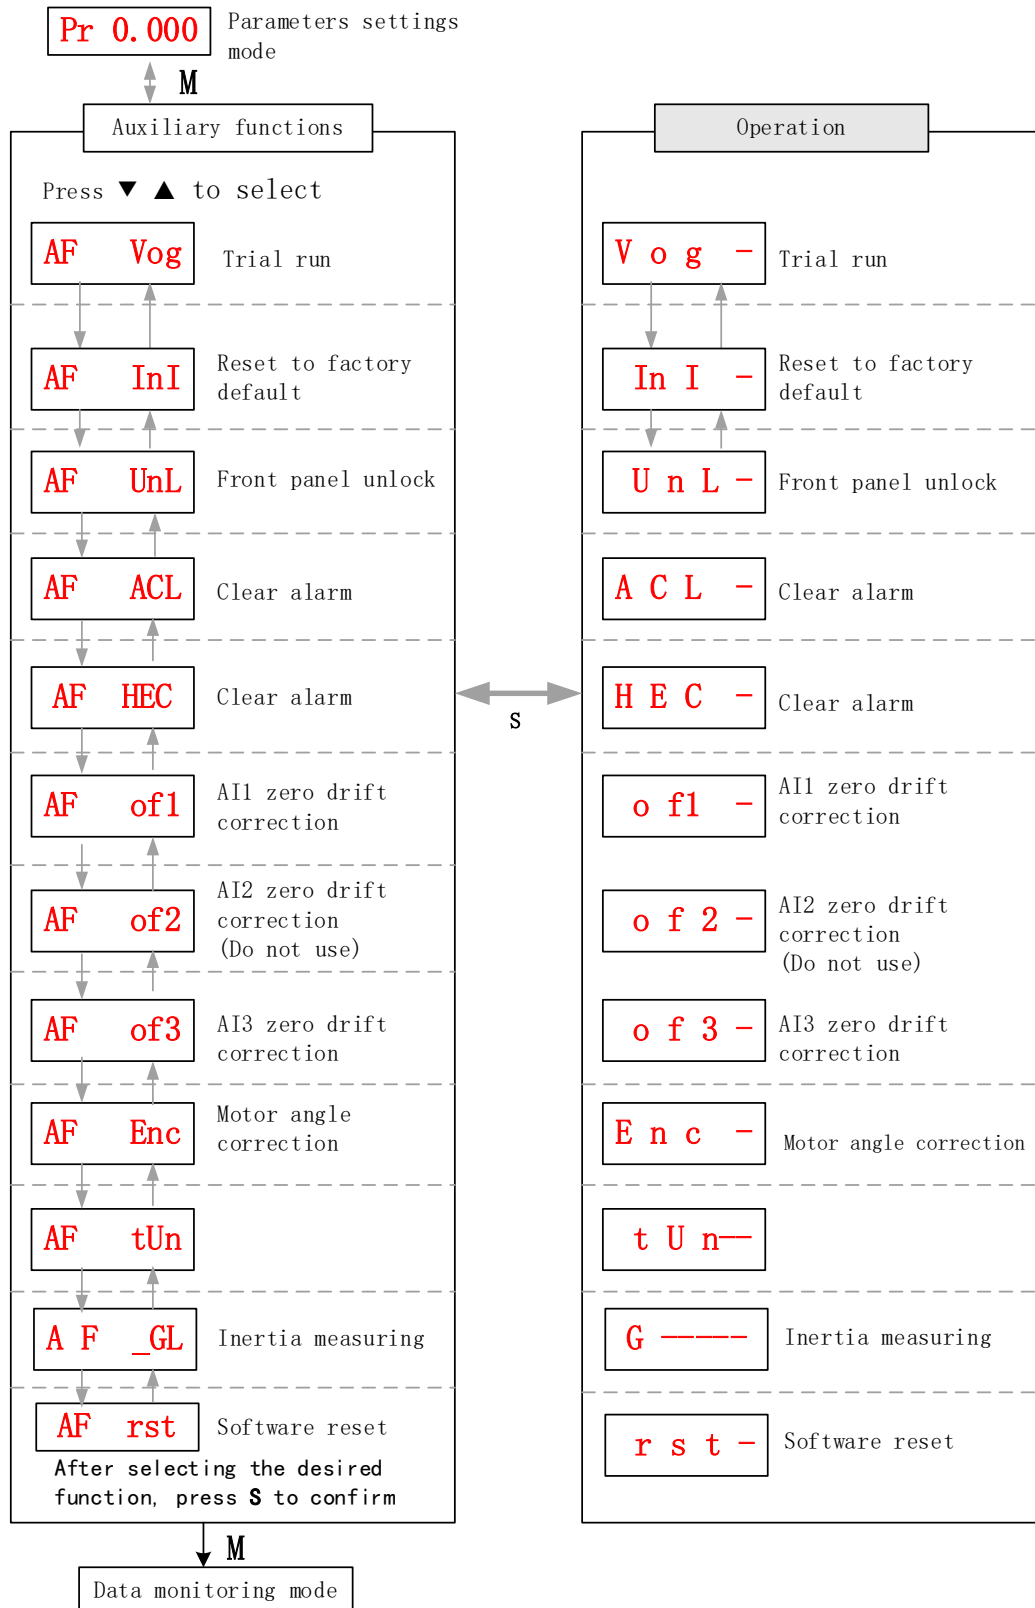 Pr 0.000
Parameters settings
mode
M
Auxiliary functions
Press ▼ ▲ to select
AF Vog
Trial run
AF InI
Reset to factory
default
AF UnL
Front panel unlock
AF ACL
Clear alarm
AF HEC
Clear alarm
AF of1
AI1 zero drift
correction
AF of2
AI2 zero drift
correction
(Do not use)
AF of3
AI3 zero drift
correction
AF Enc
Motor angle
correction
AF tUn
A F _GL
Inertia measuring
AF rst
Software reset
After selecting the desired
function, press S to confirm
M
Data monitoring mode
S
Operation
V o g -
Trial run
In I -
Reset to factory
default
U n L -
Front panel unlock
A C L -
Clear alarm
H E C -
Clear alarm
o f1 -
AI1 zero drift
correction
o f 2 -
AI2 zero drift
correction
(Do not use)
o f 3 -
AI3 zero drift
correction
E n c -
Motor angle correction
t U n--
G -----
Inertia measuring
r s t -
Software reset